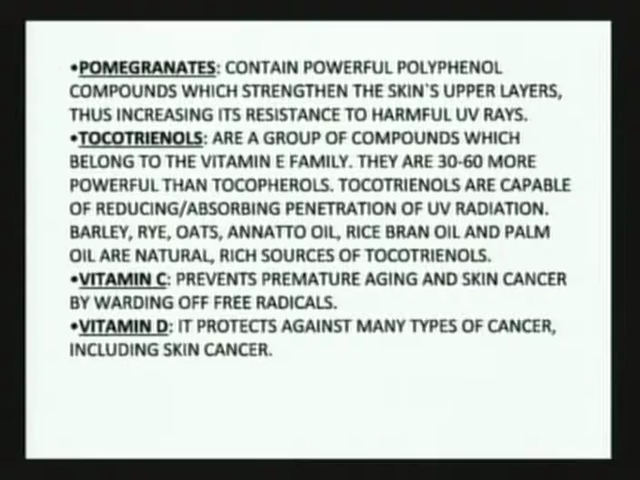 •POMEGRANATES: CONTAIN POWERFUL POLYPHENOL
COMPOUNDS WHICH STRENGTHEN THE SKIN`S UPPER LAYERS,
THUS INCREASING ITS RESISTANCE TO HARMFUL UV RAYS.
•TOCOTRIENOLS: ARE A GROUP OF COMPOUNDS WHICH
BELONG TO THE VITAMIN E FAMILY. THEY ARE 30-60 MORE
POWERFUL THAN TOCOPHEROLS. TOCOTRIENOLS ARE CAPABLE
OF REDUCING/ABSORBING PENETRATION OF UV RADIATION.
BARLEY, RYE, OATS, ANNATTO OIL, RICE BRAN OIL AND PALM
OIL ARE NATURAL, RICH SOURCES OF TOCOTRIENOLS.
•VITAMIN C: PREVENTS PREMATURE AGING AND SKIN CANCER
BY WARDING OFF FREE RADICALS.
•VITAMIN D: IT PROTECTS AGAINST MANY TYPES OF CANCER,
INCLUDING SKIN CANCER.